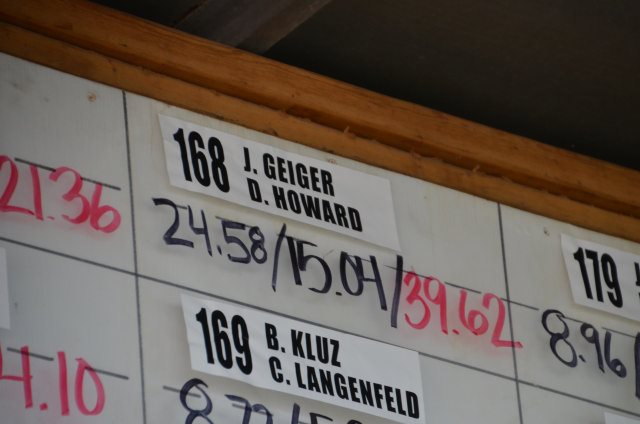 168 J. GEIGER
D. HOWARD
24.58/15.04/39.62
21.36
179
8.96/
169 B. KLUZ
C. LANGENFELD
4.10